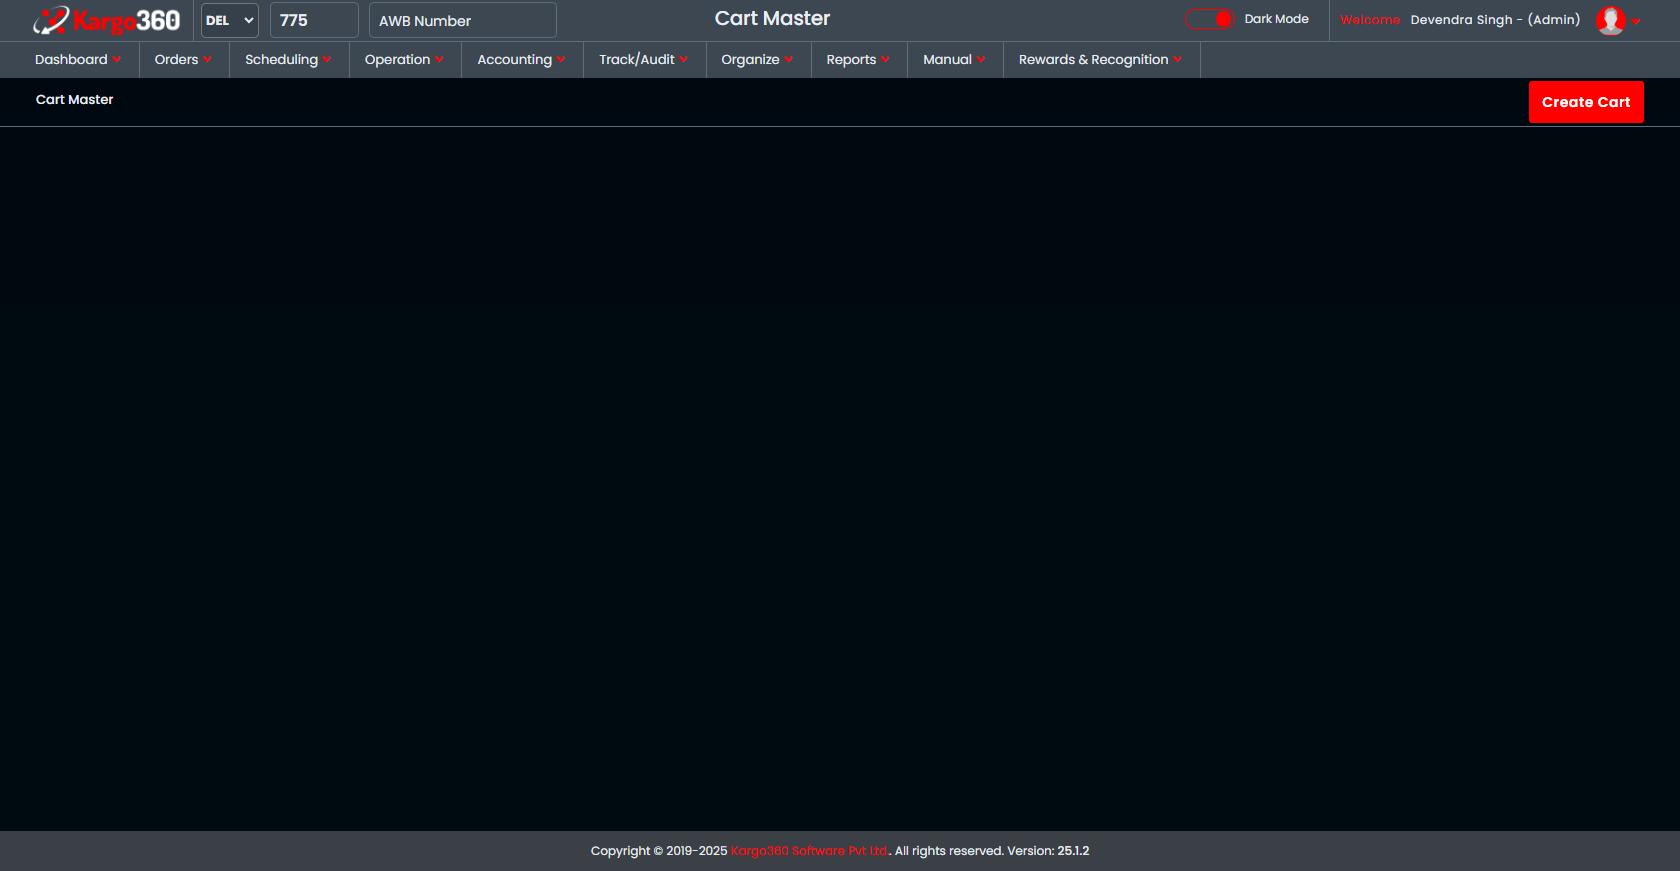 Kargo360 DEL 775 AWB Number Cart Master Dark Mode Welcome Devendra Singh - (Admin)
Dashboard Orders Scheduling Operation Accounting Track/Audit Organize Reports Manual Rewards & Recognition
Cart Master Create Cart
Copyright © 2019-2025 Kargo360 Software Pvt Ltd.. All rights reserved. Version: 25.1.2